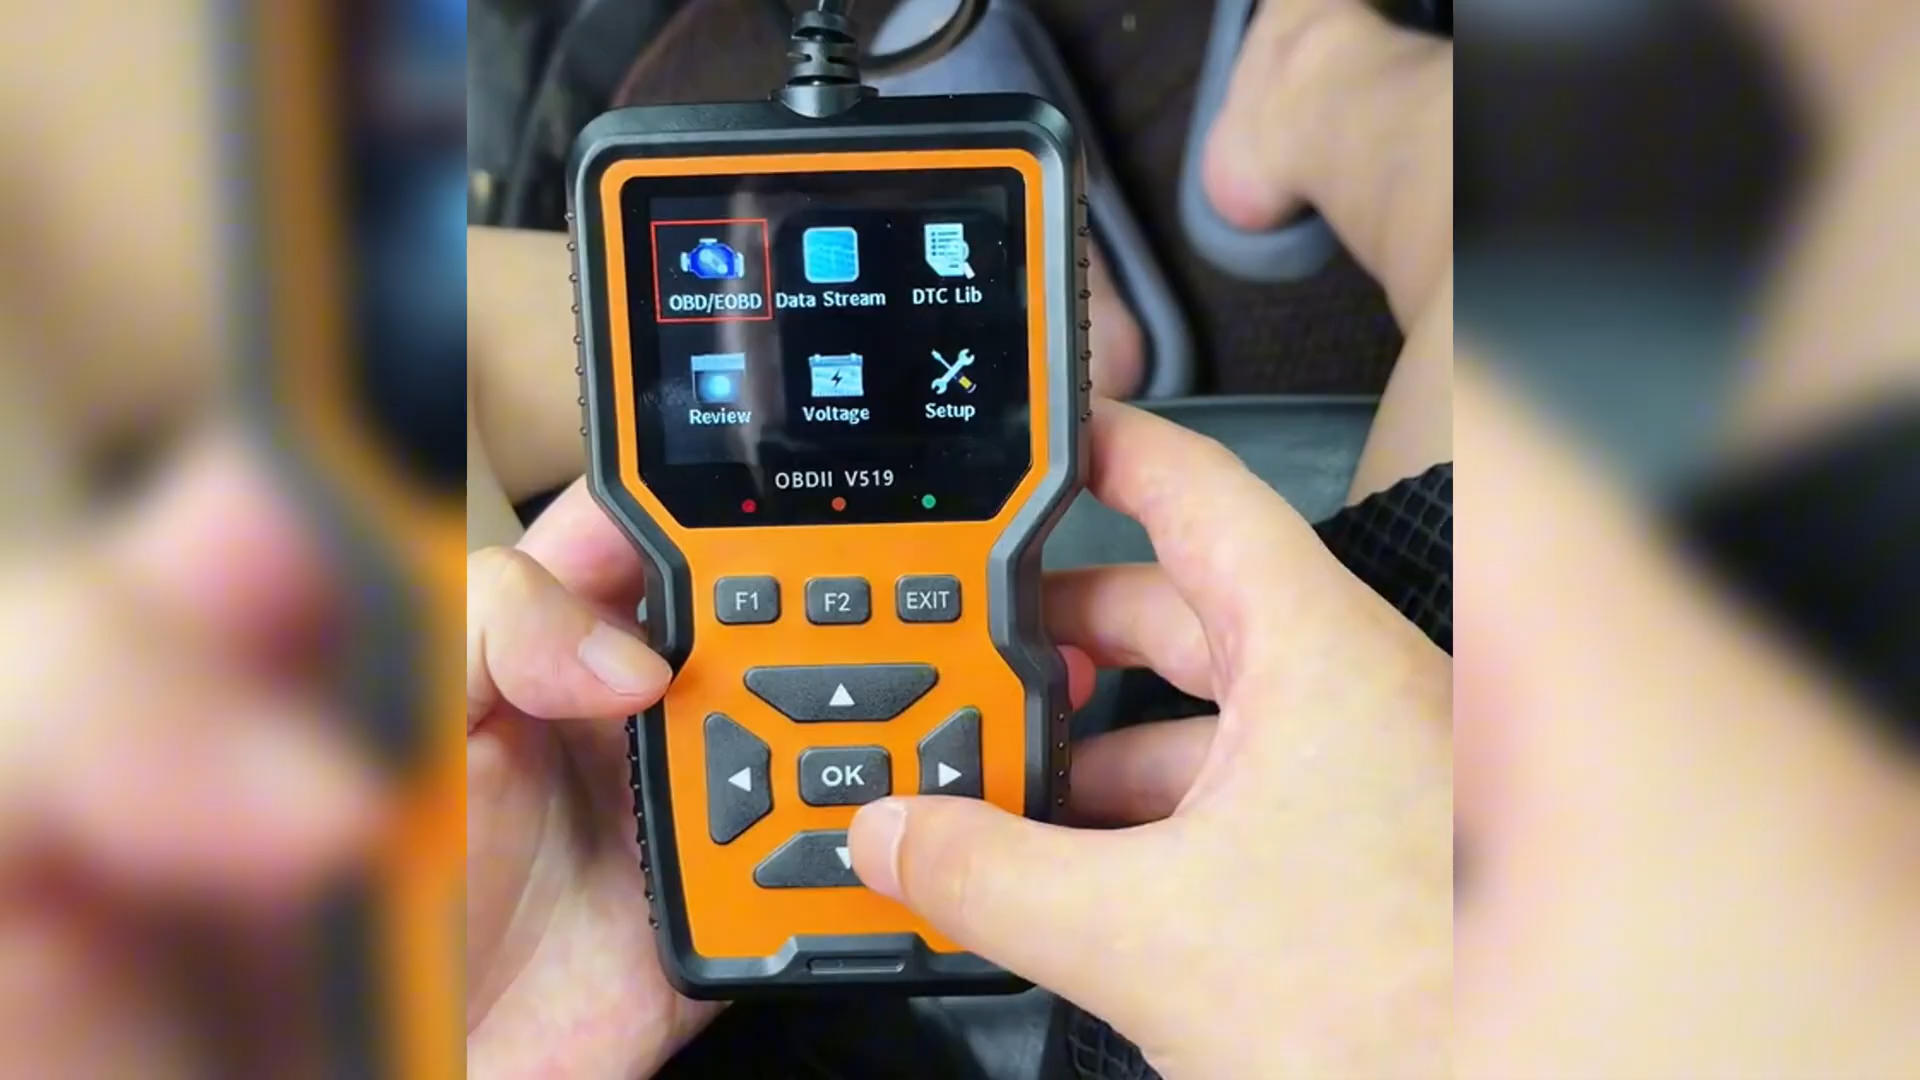 OBD/EOBD Data Stream DTC Lib
Review Voltage Setup
OBDII V519
F1 F2 EXIT
OK